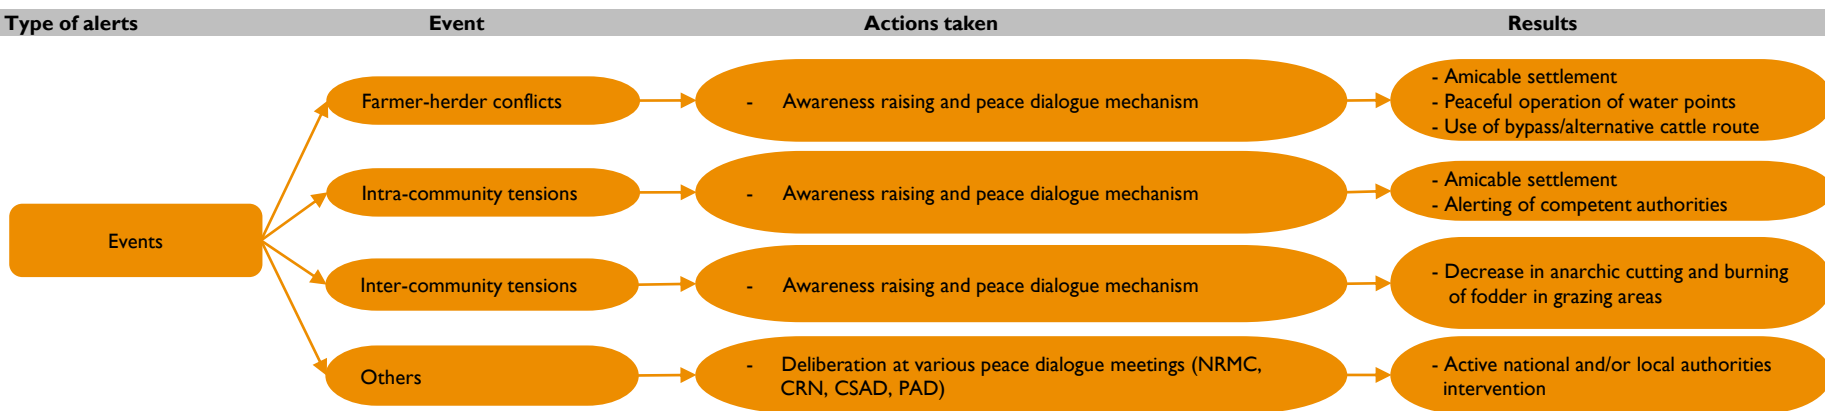 Type of alerts Event Actions taken Results
Events
Farmer-herder conflicts
- Awareness raising and peace dialogue mechanism
- Amicable settlement
- Peaceful operation of water points
- Use of bypass/alternative cattle route
Intra-community tensions
- Awareness raising and peace dialogue mechanism
- Amicable settlement
- Alerting of competent authorities
Inter-community tensions
- Awareness raising and peace dialogue mechanism
- Decrease in anarchic cutting and burning
of fodder in grazing areas
Others
- Deliberation at various peace dialogue meetings (NRMC,
CRN, CSAD, PAD)
- Active national and/or local authorities
intervention